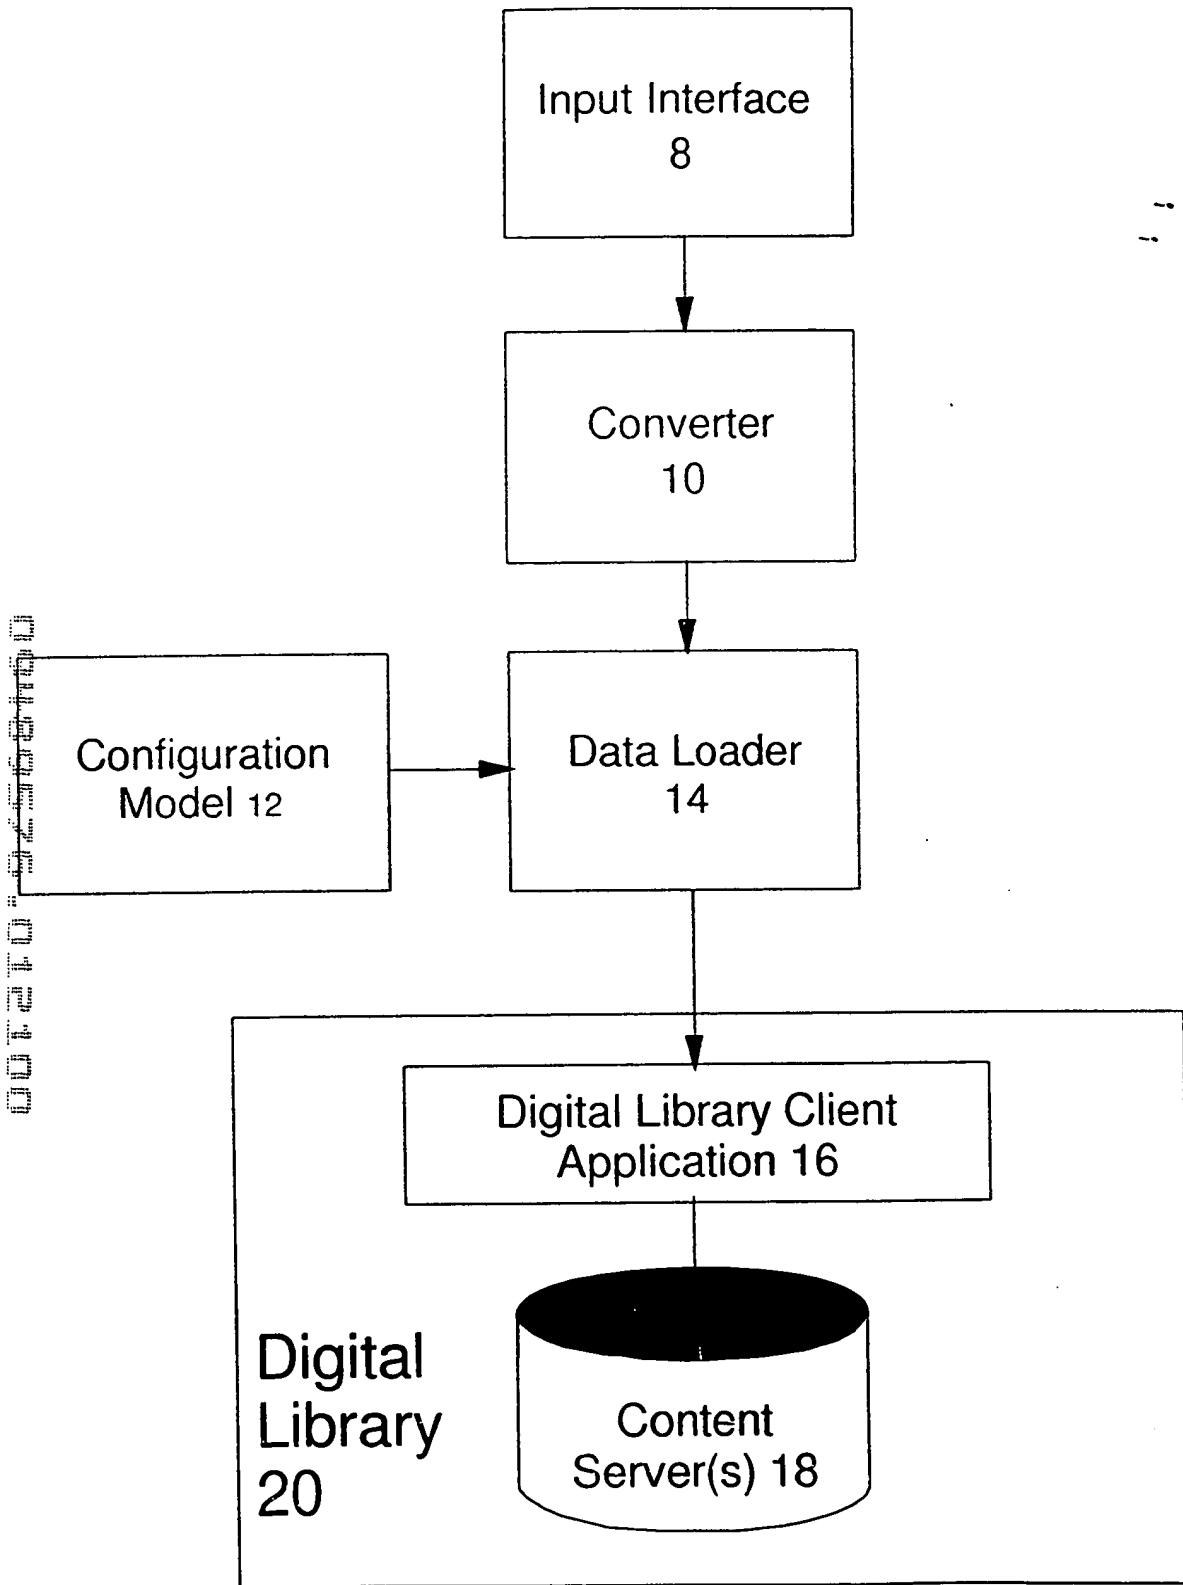 Input Interface
8
Converter
10
Configuration
Model 12
Data Loader
14
Digital Library Client
Application 16
Digital
Library
20
Content
Server(s) 18